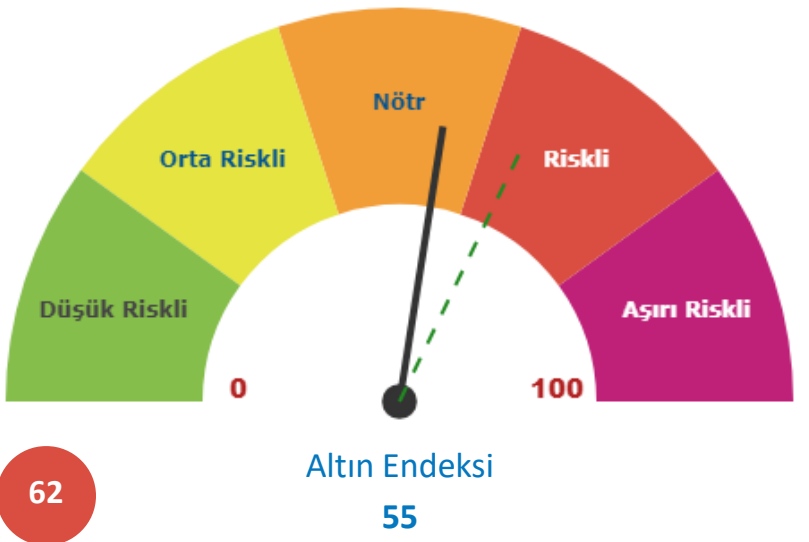 Nötr
Orta Riskli
Riskli
Düşük Riskli
Aşırı Riskli
0
100
Altın Endeksi
62
55